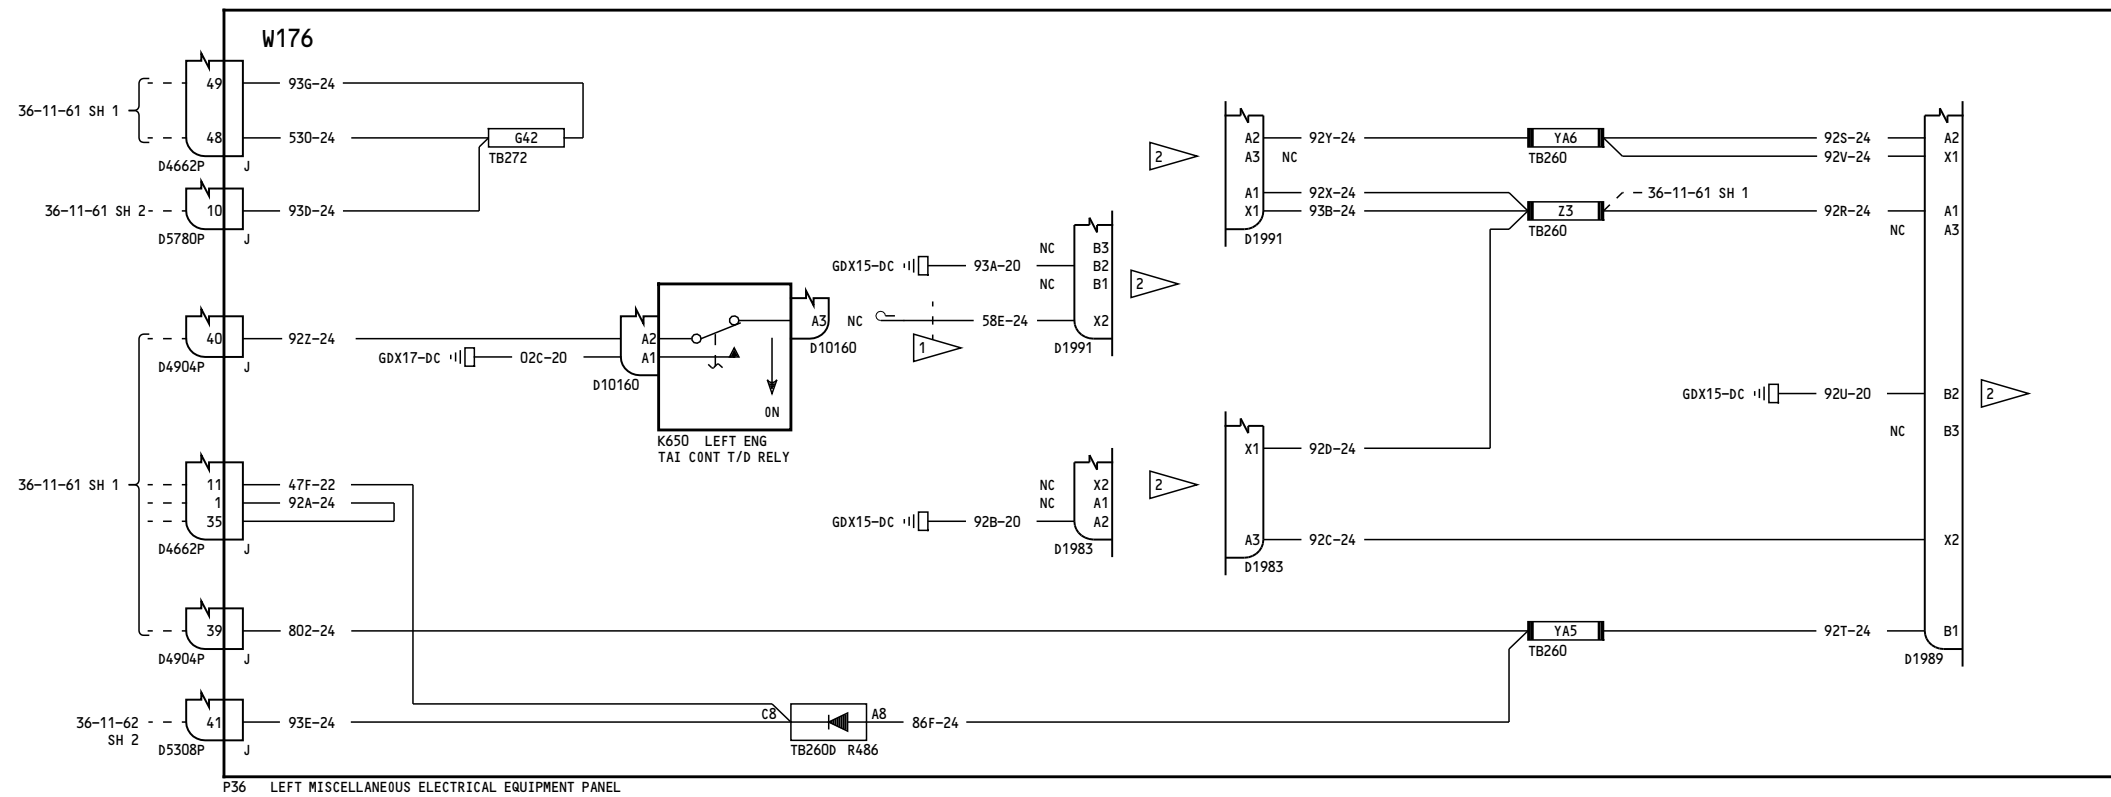 W176
36-11-61 SH 1
49
93G-24
48
530-24
G42
TB272
D4662P
J
36-11-61 SH 2
10
93D-24
D5780P
J
40
92Z-24
D4904P
J
GDX17-DC
02C-20
A2
A1
D10160
A3
D10160
ON
K650 LEFT ENG
TAI CONT T/D RELY
NC
58E-24
1
GDX15-DC
93A-20
NC
NC
B3
B2
B1
X2
D1991
2
2
A2
A3
NC
A1
X1
D1991
92Y-24
92X-24
93B-24
YA6
TB260
Z3
TB260
36-11-61 SH 1
92S-24
92V-24
92R-24
NC
A2
X1
A1
A3
GDX15-DC
92U-20
B2
2
NC
B3
X2
B1
D1989
36-11-61 SH 1
11
47F-22
1
92A-24
35
D4662P
J
GDX15-DC
92B-20
NC
NC
X2
A1
A2
D1983
2
X1
92D-24
A3
92C-24
D1983
39
802-24
D4904P
J
YA5
TB260
92T-24
36-11-62
SH 2
41
93E-24
D5308P
J
C8
A8
TB260D R486
86F-24
P36 LEFT MISCELLANEOUS ELECTRICAL EQUIPMENT PANEL